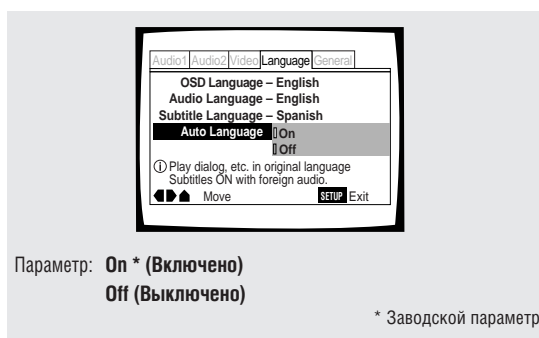 Audio1 Audio2 Video Language General
OSD Language – English
Audio Language – English
Subtitle Language – Spanish
Auto Language On
Off
Play dialog, etc. in original language
Subtitles ON with foreign audio.
Move SETUP Exit
Параметр: On * (Включено)
Off (Выключено)
* Заводской параметр